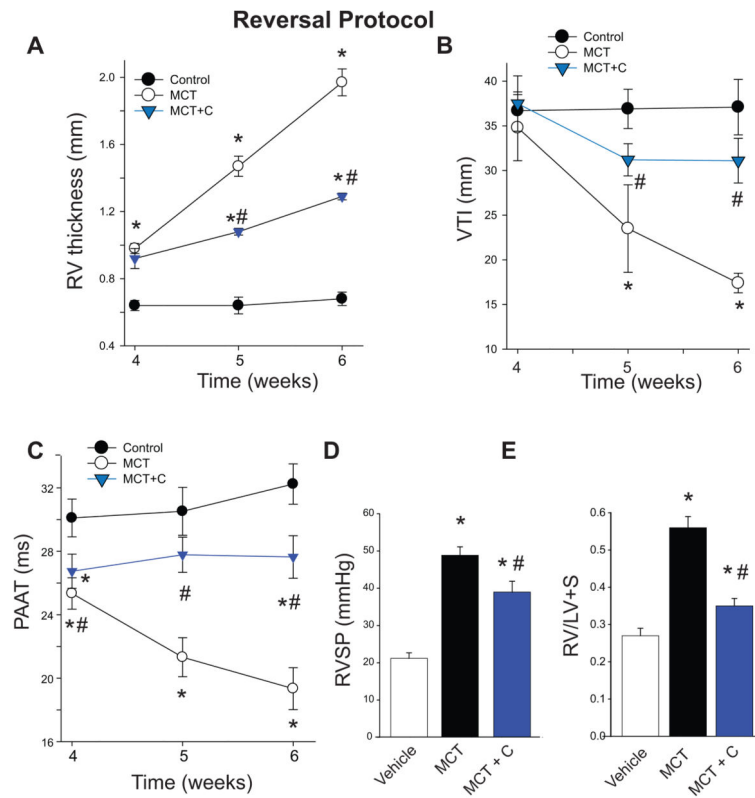 Reversal Protocol
A
Control
MCT
MCT+C
RV thickness (mm)
2.0
1.6
1.2
0.8
0.4
*
*
*
*#
*#
4
5
6
Time (weeks)
B
Control
MCT
MCT+C
VTI (mm)
40
35
30
25
20
15
10
#
#
*
*
4
5
6
Time (weeks)
C
Control
MCT
MCT+C
PAAT (ms)
32
28
24
20
16
*
*#
#
*#
*
*
4
5
6
Time (weeks)
D
RVSP (mmHg)
60
50
40
30
20
10
0
*
* #
Vehicle
MCT
MCT + C
E
RV/LV+S
0.6
0.5
0.4
0.3
0.2
0.1
0.0
*
* #
Vehicle
MCT
MCT + C